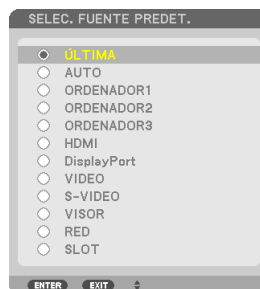 SELEC. FUENTE PREDET.
ÚLTIMA
AUTO
ORDENADOR1
ORDENADOR2
ORDENADOR3
HDMI
DisplayPort
VIDEO
S-VIDEO
VISOR
RED
SLOT
ENTER EXIT